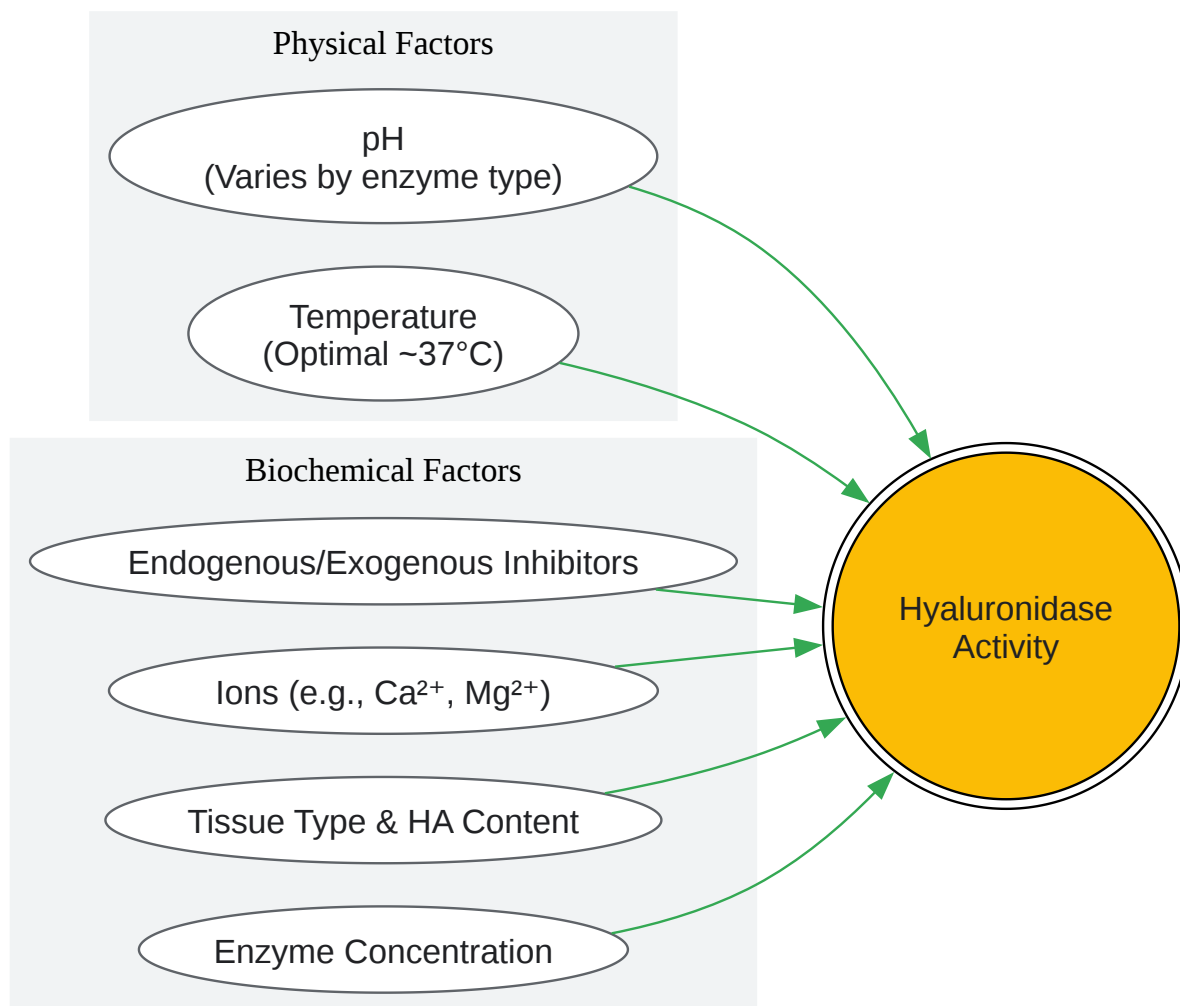 Physical Factors
pH
(Varies by enzyme type)
Temperature
(Optimal ~37°C)
Biochemical Factors
Endogenous/Exogenous Inhibitors
Ions (e.g., Ca²⁺, Mg²⁺)
Tissue Type & HA Content
Enzyme Concentration
Hyaluronidase
Activity